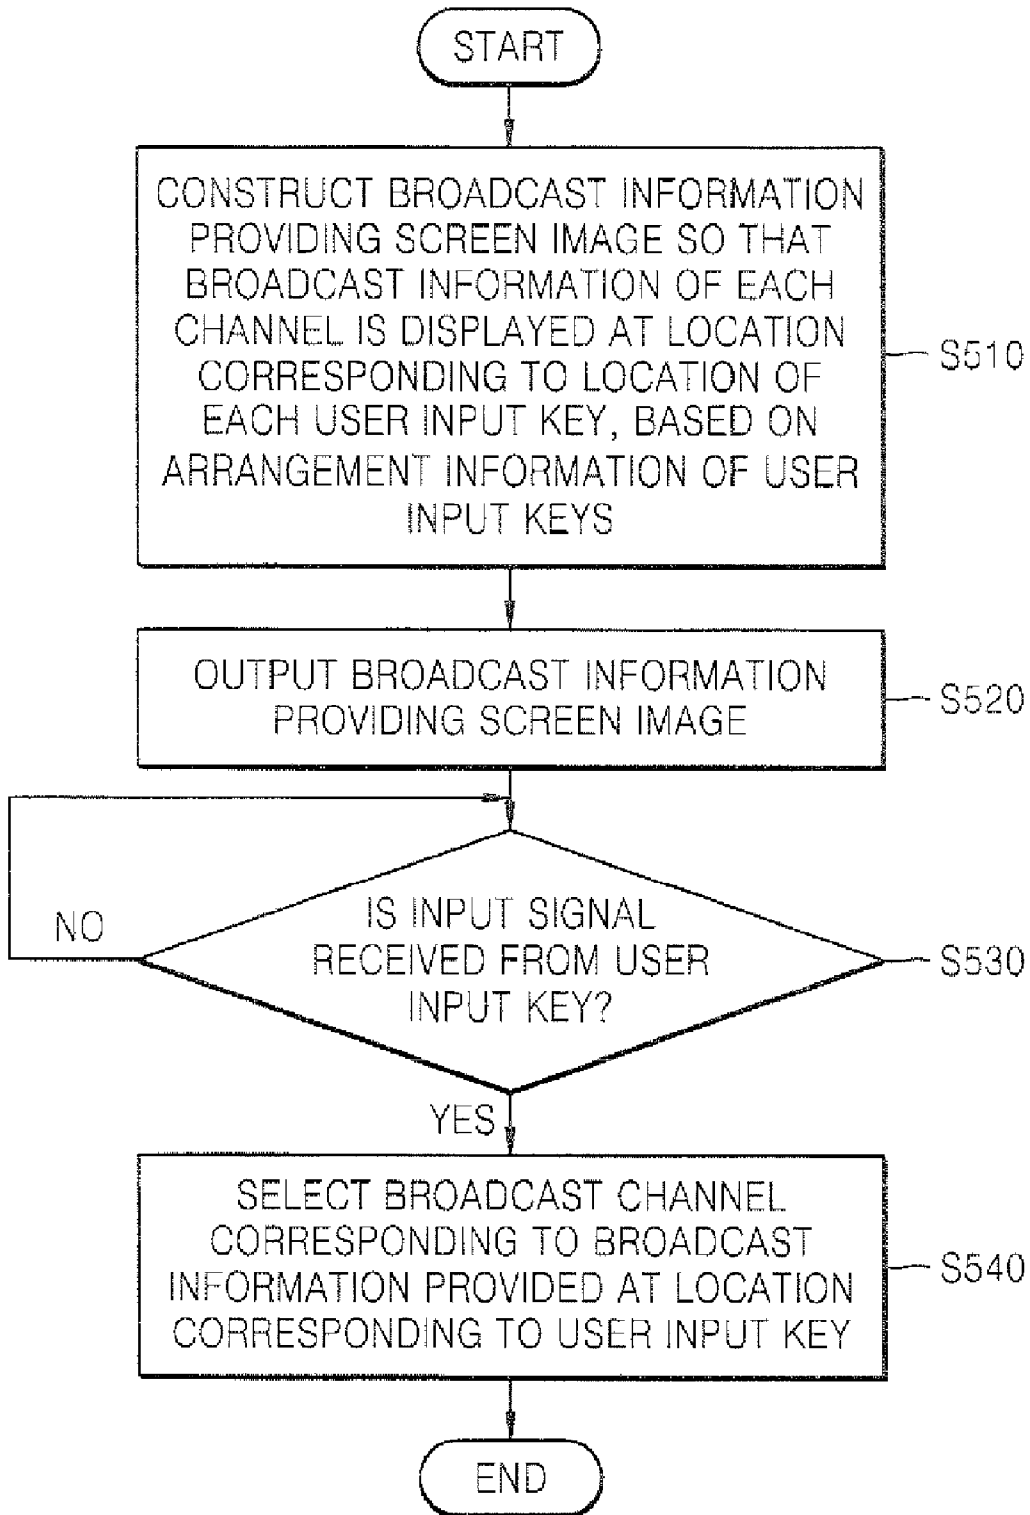 START
CONSTRUCT BROADCAST INFORMATION
PROVIDING SCREEN IMAGE SO THAT
BROADCAST INFORMATION OF EACH
CHANNEL IS DISPLAYED AT LOCATION
CORRESPONDING TO LOCATION OF
EACH USER INPUT KEY, BASED ON
ARRANGEMENT INFORMATION OF USER
INPUT KEYS
S510
OUTPUT BROADCAST INFORMATION
PROVIDING SCREEN IMAGE
S520
IS INPUT SIGNAL
RECEIVED FROM USER
INPUT KEY?
NO
S530
YES
SELECT BROADCAST CHANNEL
CORRESPONDING TO BROADCAST
INFORMATION PROVIDED AT LOCATION
CORRESPONDING TO USER INPUT KEY
S540
END